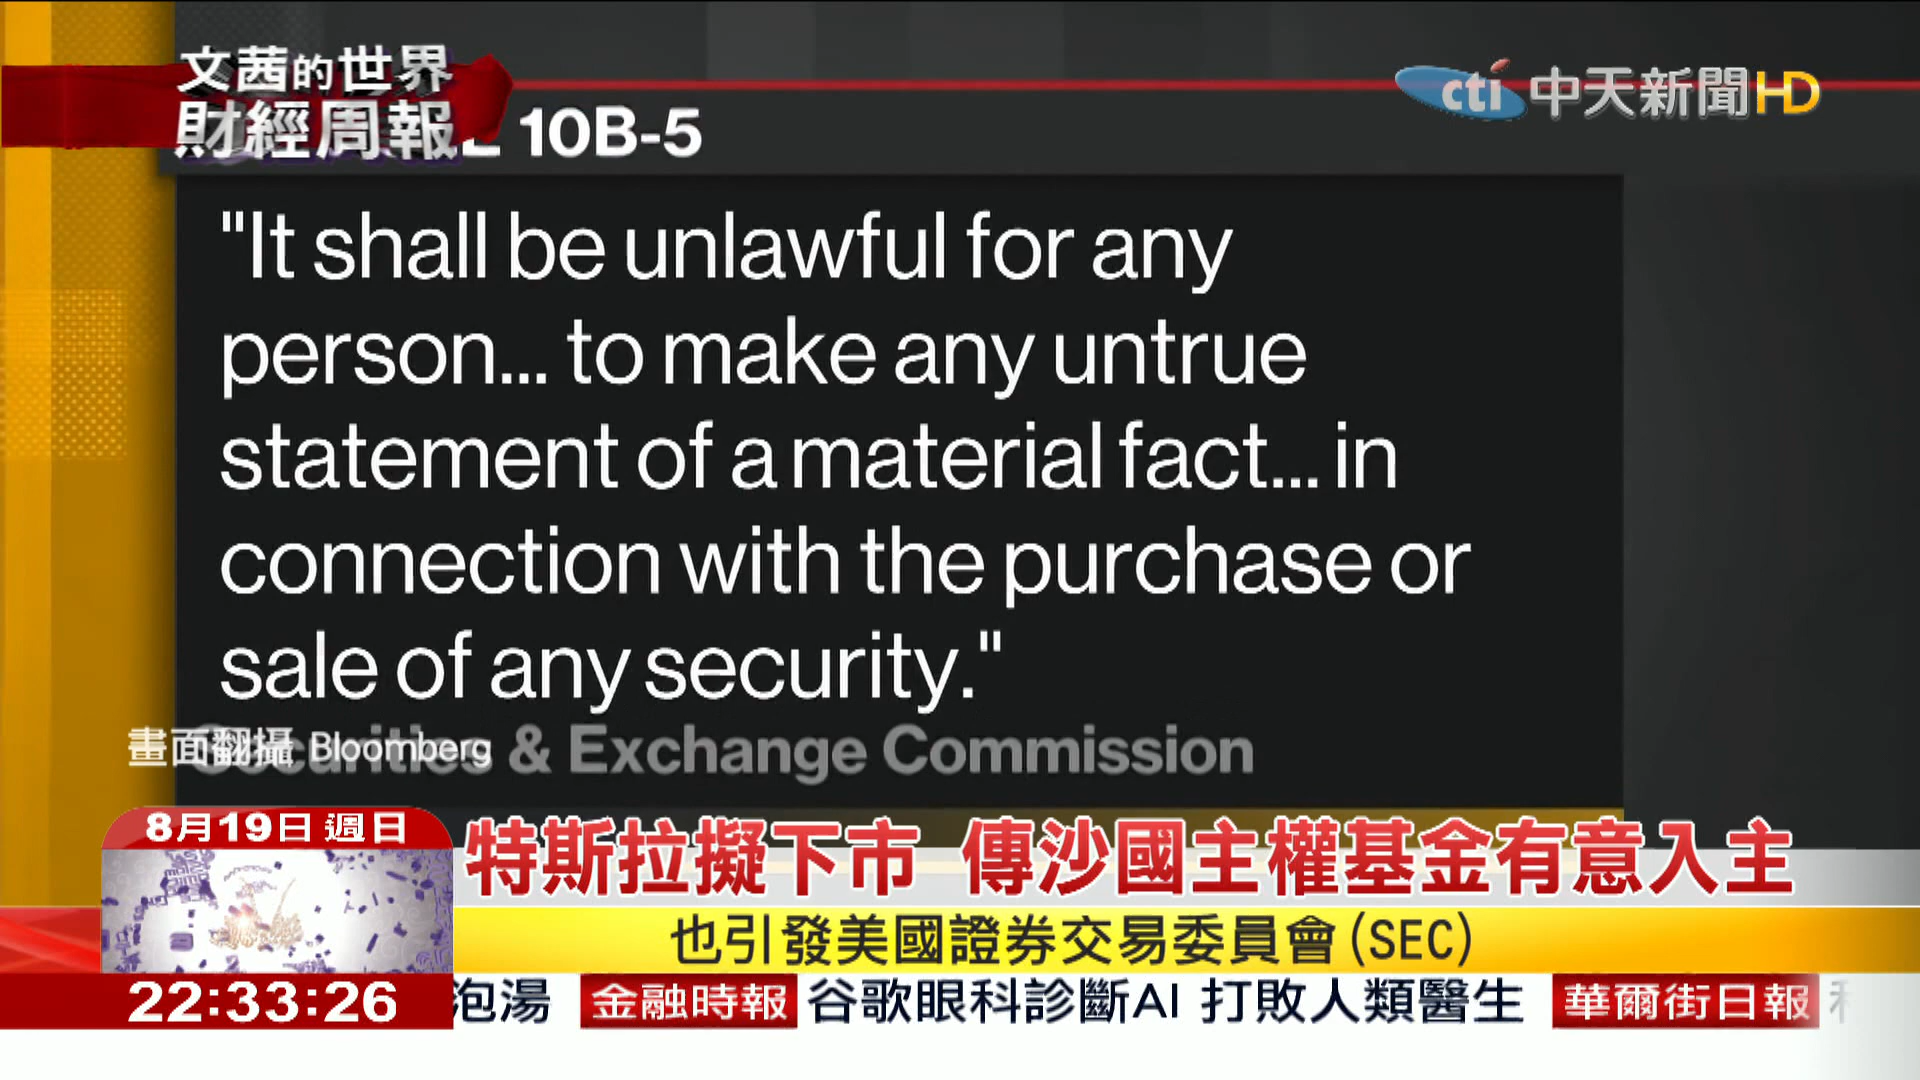 文茜的世界
財經周報
10B-5
cti 中天新聞HD
"It shall be unlawful for any
person... to make any untrue
statement of a material fact... in
connection with the purchase or
sale of any security."
Securities & Exchange Commission
畫面翻攝 Bloomberg
8月19日 週日
特斯拉擬下市 傳沙國主權基金有意入主
也引發美國證券交易委員會(SEC)
22:33:26
泡湯 金融時報 谷歌眼科診斷AI 打敗人類醫生 華爾街日報